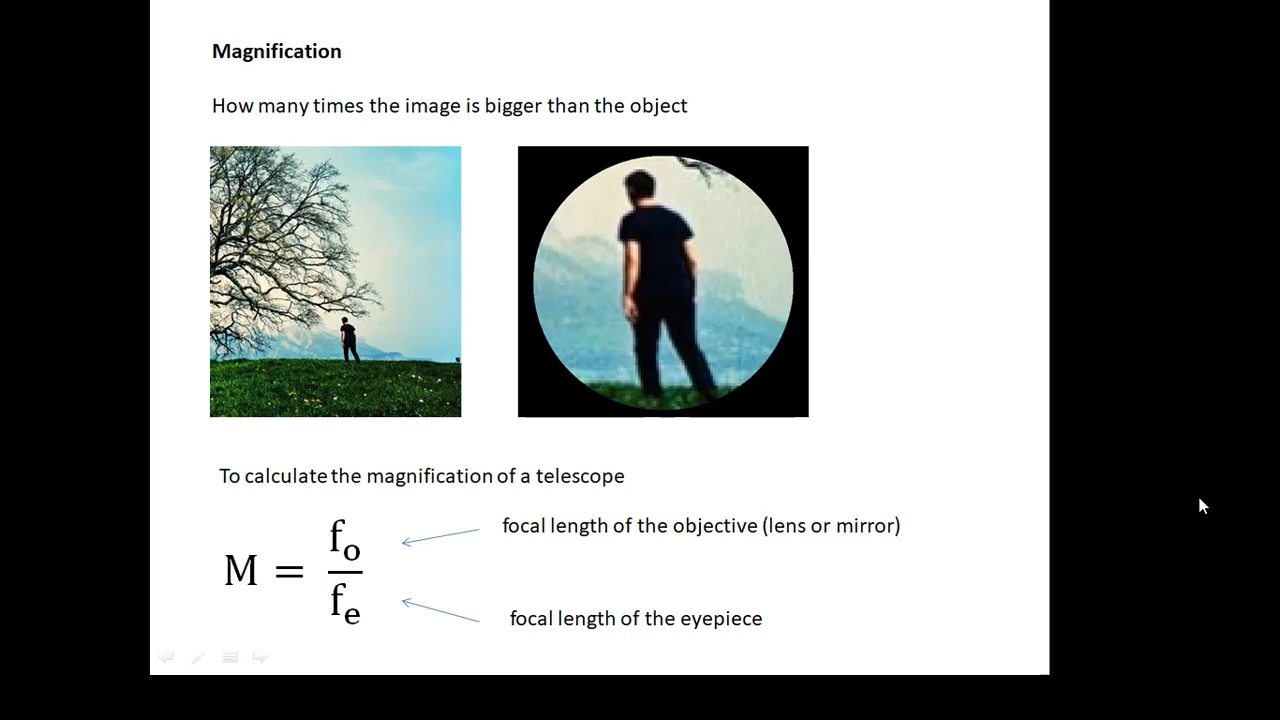 Magnification
How many times the image is bigger than the object
To calculate the magnification of a telescope
focal length of the objective (lens or mirror)
M = fₒ/fₑ
focal length of the eyepiece